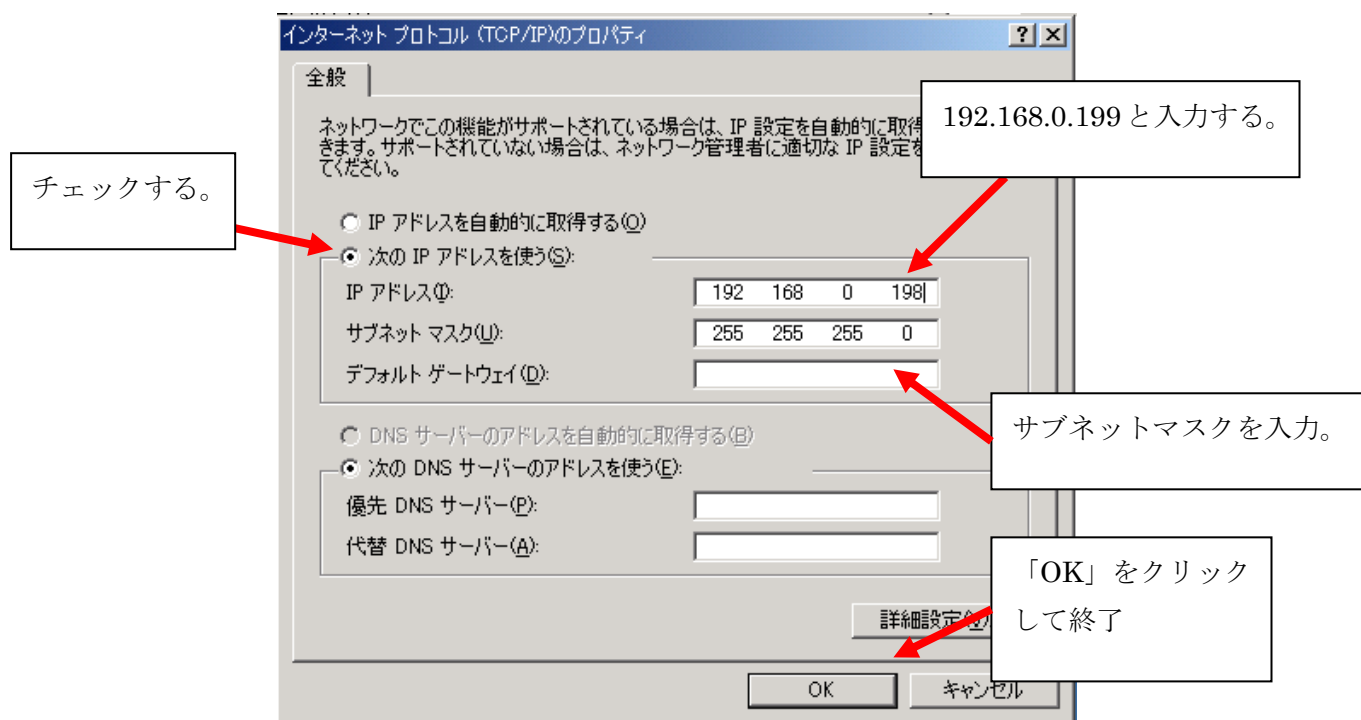 インターネット プロトコル (TCP/IP)のプロパティ
全般
ネットワークでこの機能がサポートされている場合は、IP 設定を自動的に取得
きます。サポートされていない場合は、ネットワーク管理者に適切な IP 設定を
てください。
192.168.0.199 と入力する。
チェックする。
IP アドレスを自動的に取得する(O)
次の IP アドレスを使う(S):
IP アドレス(I):
192 168 0 198
サブネット マスク(U):
255 255 255 0
デフォルト ゲートウェイ(D):
サブネットマスクを入力。
DNS サーバーのアドレスを自動的に取得する(B)
次の DNS サーバーのアドレスを使う(E):
優先 DNS サーバー(P):
代替 DNS サーバー(A):
「OK」をクリック
して終了
詳細設定
OK
キャンセル